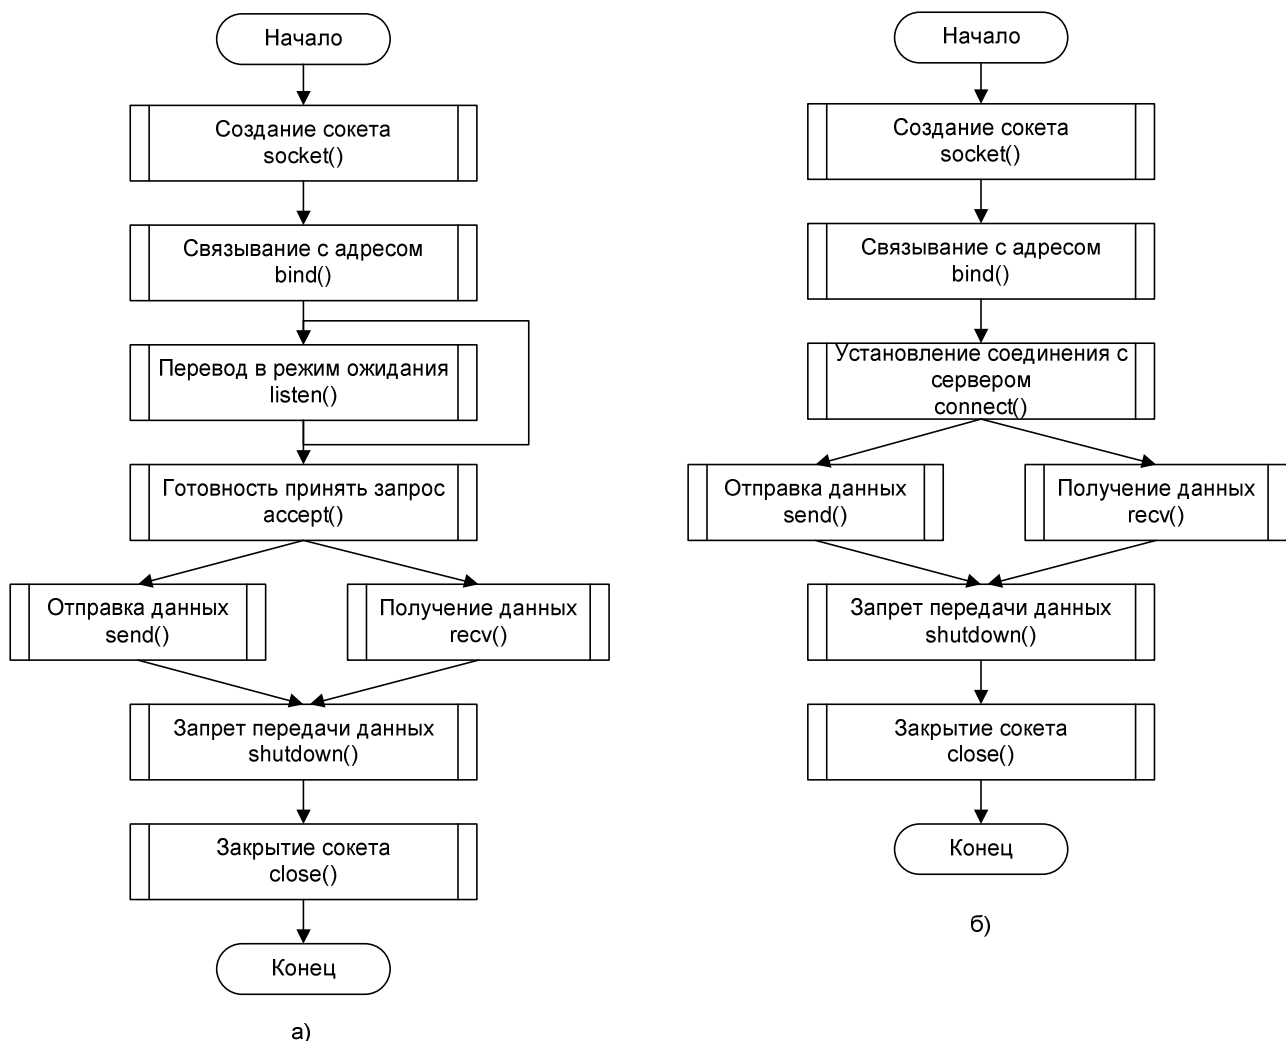 Начало
Создание сокета
socket()
Связывание с адресом
bind()
Перевод в режим ожидания
listen()
Готовность принять запрос
accept()
Отправка данных
send()
Получение данных
recv()
Запрет передачи данных
shutdown()
Закрытие сокета
close()
Конец
а)
Начало
Создание сокета
socket()
Связывание с адресом
bind()
Установление соединения с
сервером
connect()
Отправка данных
send()
Получение данных
recv()
Запрет передачи данных
shutdown()
Закрытие сокета
close()
Конец
б)